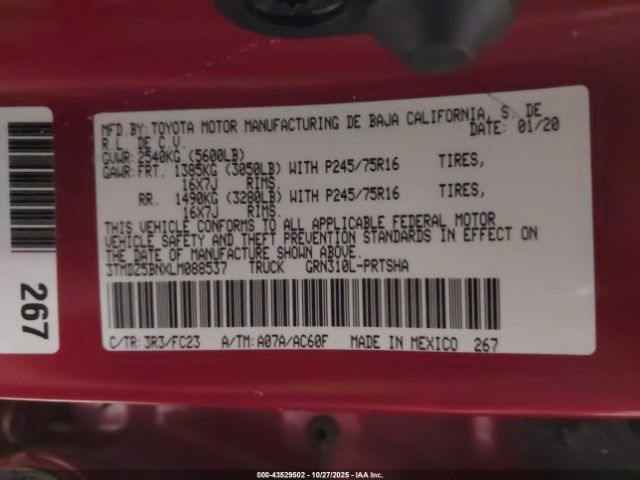 MFD.BY:TOYOTA MOTOR MANUFACTURING DE BAJA CALIFORNIA, S. DE
R.L. DE C.V. DATE: 01/20
GVWR: 2540KG (5600LB)
GAWR: FRT. 1385KG (3050LB) WITH P245/75R16 TIRES,
16X7J RIMS.
RR. 1490KG (3280LB) WITH P245/75R16 TIRES,
16X7J RIMS.
THIS VEHICLE CONFORMS TO ALL APPLICABLE FEDERAL MOTOR
VEHICLE SAFETY AND THEFT PREVENTION STANDARDS IN EFFECT ON
THE DATE OF MANUFACTURE SHOWN ABOVE.
3TMDZ5BNXLM088537 TRUCK GRN310L-PRTSHA
C/TR:3R3/FC23 A/TM:A07A/AC60F MADE IN MEXICO 267
267
000-43529502 - 10/27/2025 - IAA, Inc.